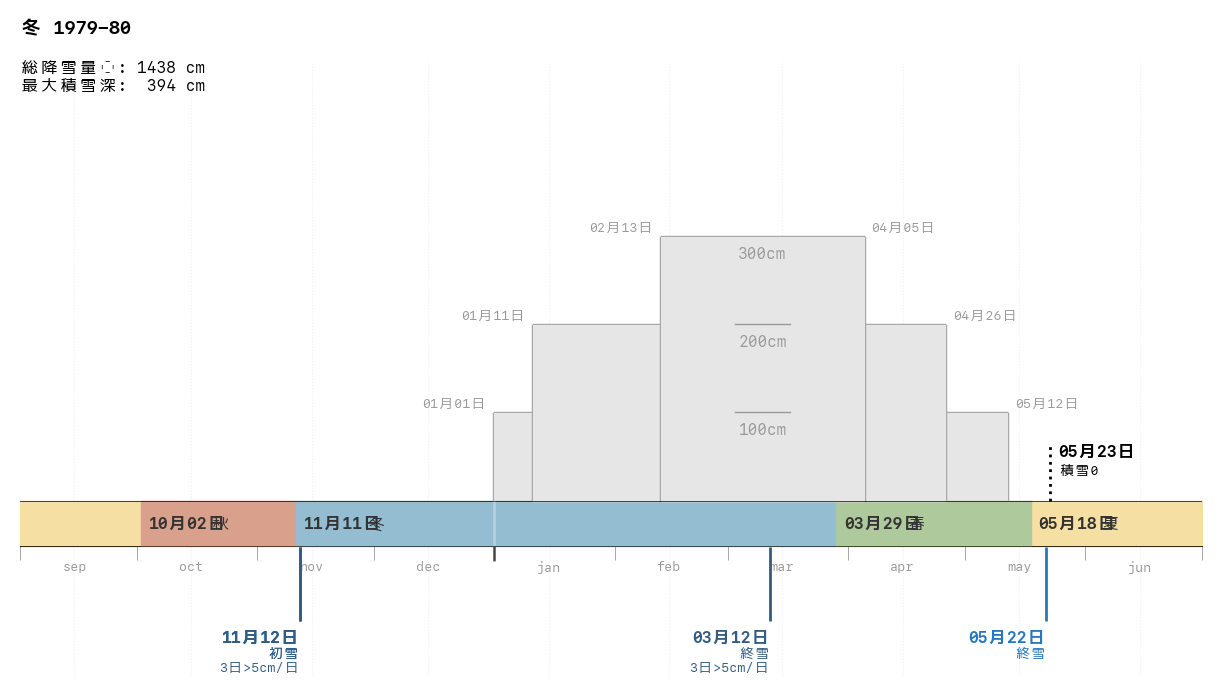 冬 1979–80
総降雪量: 1438 cm
最大積雪深: 394 cm
02月13日
04月05日
300cm
01月11日
04月26日
200cm
01月01日
05月12日
100cm
05月23日
積雪0
10月02日秋
11月11日冬
03月29日春
05月18日夏
sep oct nov dec jan feb mar apr may jun
11月12日
初雪
3日>5cm/日
03月12日
終雪
3日>5cm/日
05月22日
終雪